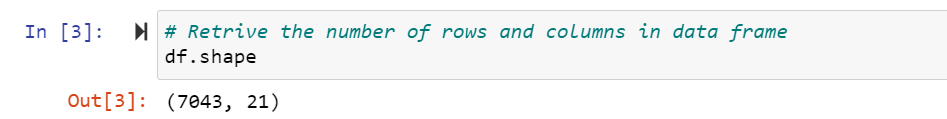 In [3]: # Retrive the number of rows and columns in data frame
df.shape
Out[3]: (7043, 21)